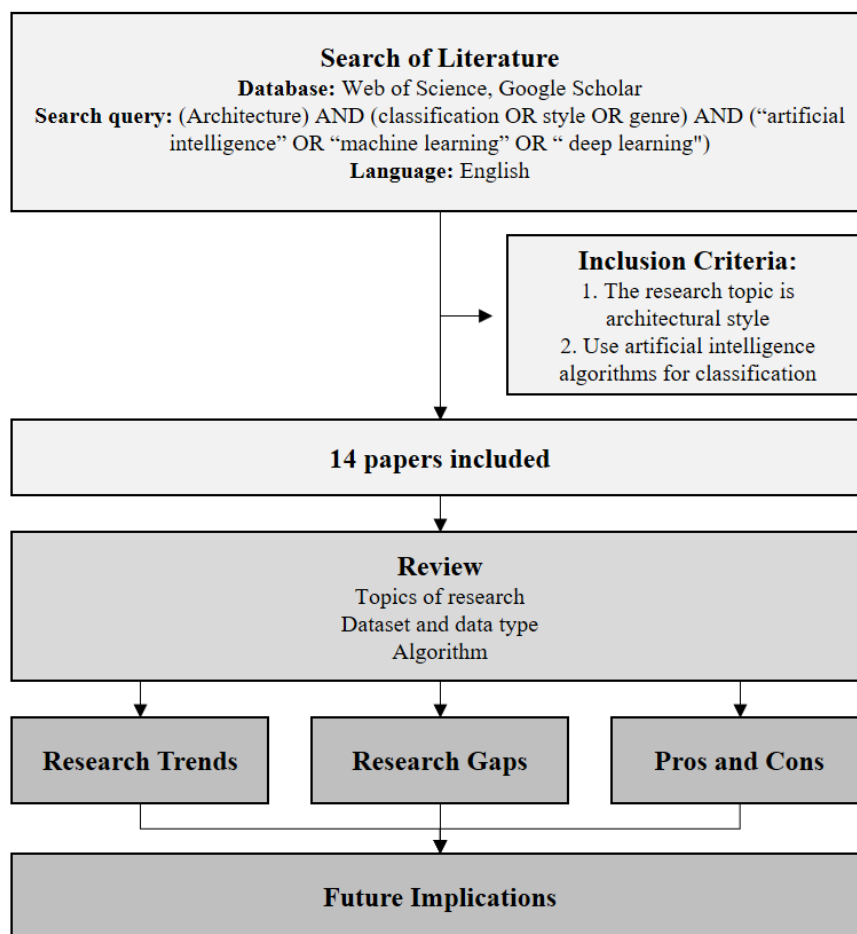 Search of Literature
Database: Web of Science, Google Scholar
Search query: (Architecture) AND (classification OR style OR genre) AND (“artificial
intelligence” OR “machine learning” OR “ deep learning")
Language: English
Inclusion Criteria:
1. The research topic is
architectural style
2. Use artificial intelligence
algorithms for classification
14 papers included
Review
Topics of research
Dataset and data type
Algorithm
Research Trends
Research Gaps
Pros and Cons
Future Implications